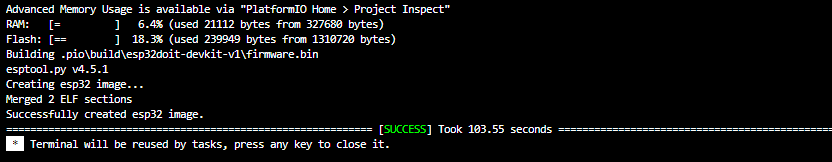 Advanced Memory Usage is available via "PlatformIO Home > Project Inspect"
RAM:   [=         ]   6.4% (used 21112 bytes from 327680 bytes)
Flash: [==        ]  18.3% (used 239949 bytes from 1310720 bytes)
Building .pio\build\esp32doit-devkit-v1\firmware.bin
esptool.py v4.5.1
Creating esp32 image...
Merged 2 ELF sections
Successfully created esp32 image.
============================================================= [SUCCESS] Took 103.55 seconds =============================================
* Terminal will be reused by tasks, press any key to close it.